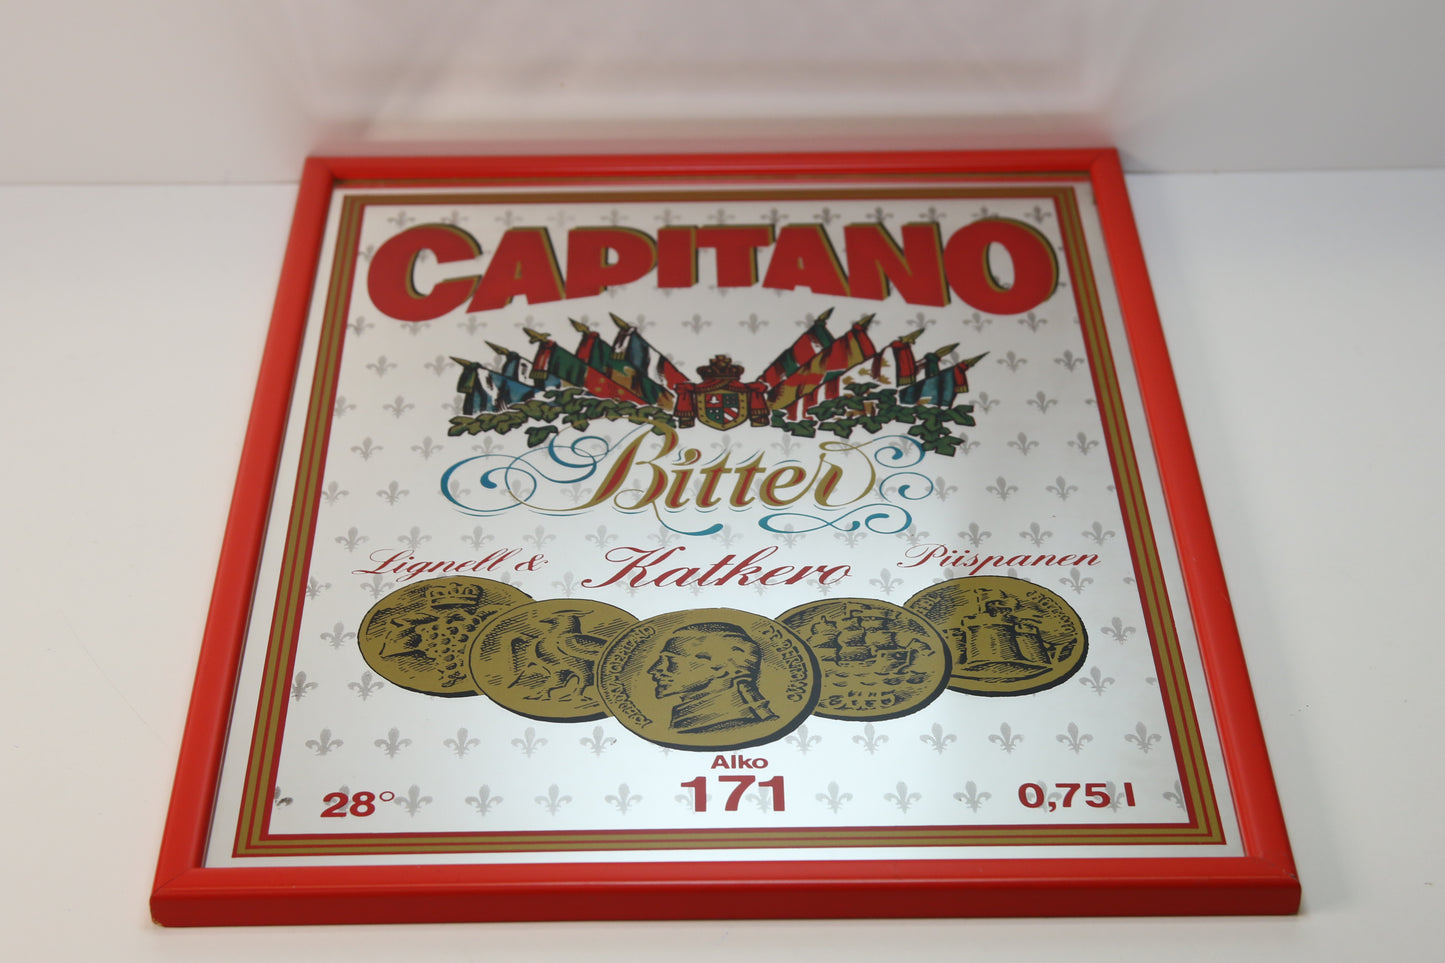 CAPITANO
Bitter
Lignell & Katkero Piispanen
Alko
28° 171 0,75 l